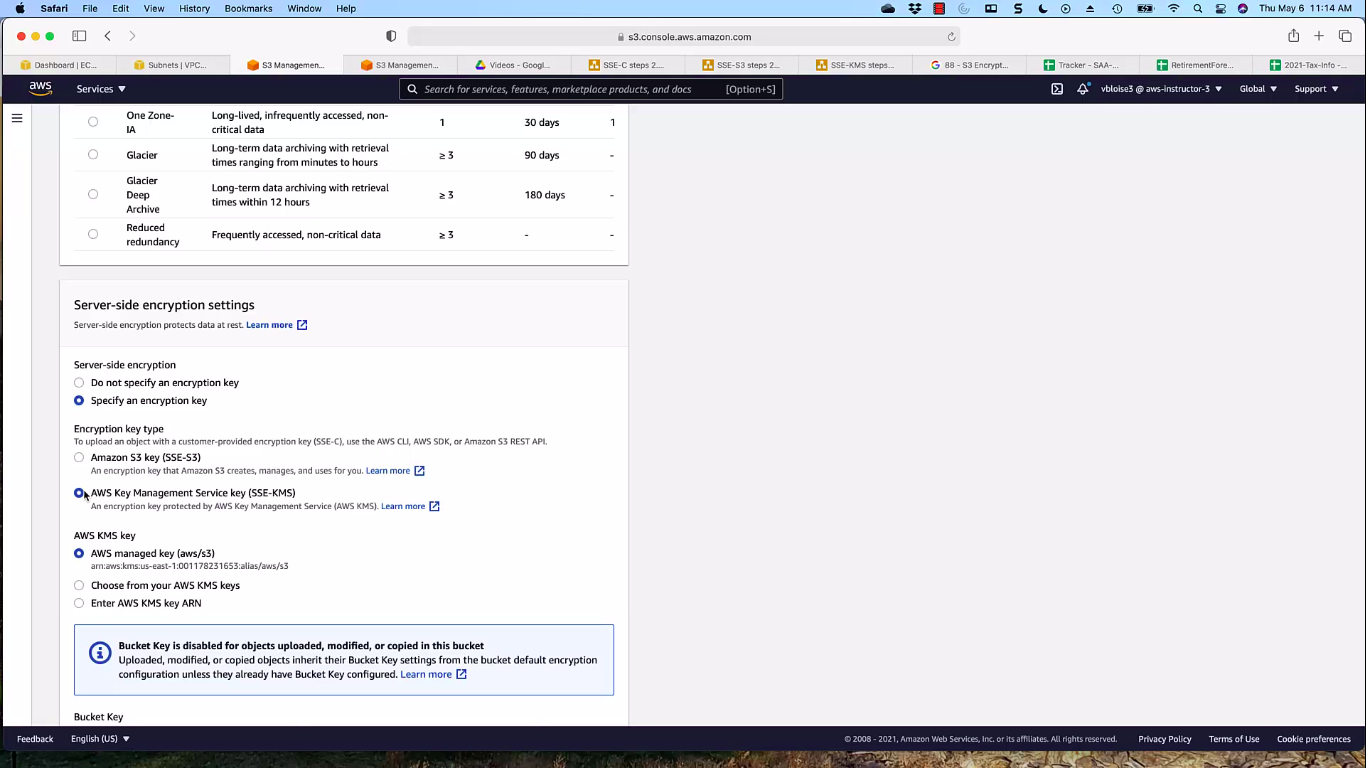 Safari File Edit View History Bookmarks Window Help Thu May 6 11:14 AM
s3.console.aws.amazon.com
Dashboard | EC... Subnets | VPC... S3 Managemen... S3 Managemen... Videos - Googl... SSE-C steps 2.... SSE-S3 steps 2... SSE-KMS steps... 88 - S3 Encrypt... Tracker - SAA-... RetirementFore... 2021-Tax-Info -...
aws Services Search for services, features, marketplace products, and docs [Option+S] vbloise3 @ aws-instructor-3 Global Support
One Zone-
IA
Long-lived, infrequently accessed, non-
critical data
1 30 days 1
Glacier
Long-term data archiving with retrieval
times ranging from minutes to hours
≥ 3 90 days -
Glacier
Deep
Archive
Long-term data archiving with retrieval
times within 12 hours
≥ 3 180 days -
Reduced
redundancy
Frequently accessed, non-critical data ≥ 3 - -
Server-side encryption settings
Server-side encryption protects data at rest. Learn more
Server-side encryption
Do not specify an encryption key
Specify an encryption key
Encryption key type
To upload an object with a customer-provided encryption key (SSE-C), use the AWS CLI, AWS SDK, or Amazon S3 REST API.
Amazon S3 key (SSE-S3)
An encryption key that Amazon S3 creates, manages, and uses for you. Learn more
AWS Key Management Service key (SSE-KMS)
An encryption key protected by AWS Key Management Service (AWS KMS). Learn more
AWS KMS key
AWS managed key (aws/s3)
arn:aws:kms:us-east-1:001178231653:alias/aws/s3
Choose from your AWS KMS keys
Enter AWS KMS key ARN
Bucket Key is disabled for objects uploaded, modified, or copied in this bucket
Uploaded, modified, or copied objects inherit their Bucket Key settings from the bucket default encryption
configuration unless they already have Bucket Key configured. Learn more
Bucket Key
Feedback English (US) © 2008 - 2021, Amazon Web Services, Inc. or its affiliates. All rights reserved. Privacy Policy Terms of Use Cookie preferences